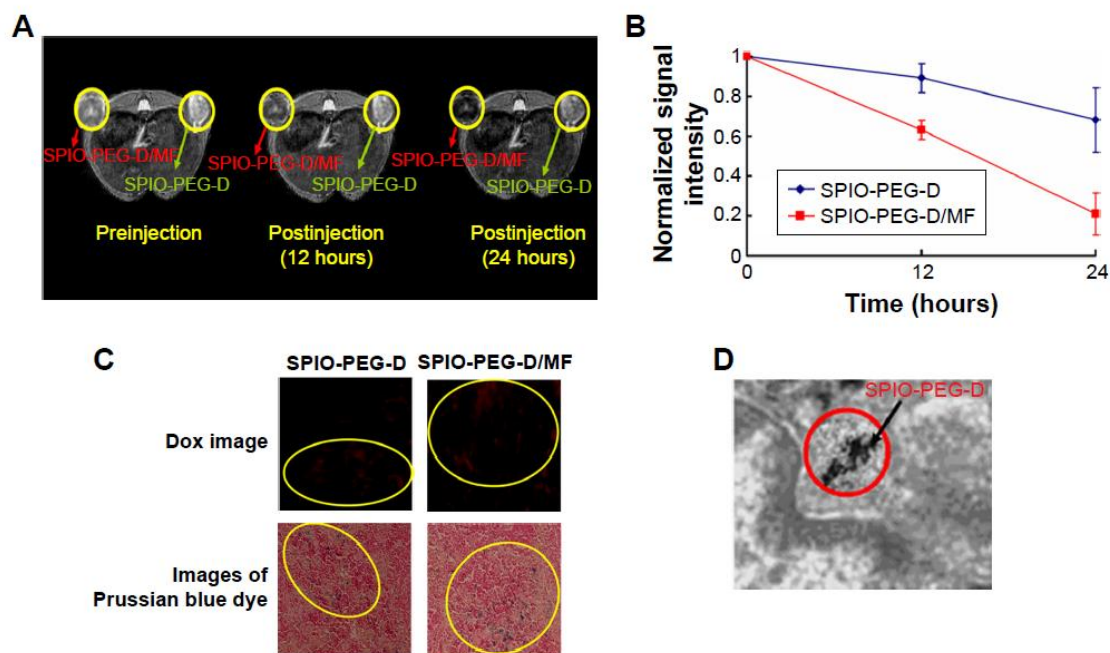 A
SPIO-PEG-D/MF
SPIO-PEG-D
SPIO-PEG-D/MF
SPIO-PEG-D
SPIO-PEG-D/MF
SPIO-PEG-D
Preinjection
Postinjection
(12 hours)
Postinjection
(24 hours)
B
Normalized signal
intensity
1
0.8
0.6
0.4
0.2
0
0
12
24
SPIO-PEG-D
SPIO-PEG-D/MF
Time (hours)
C
SPIO-PEG-D
SPIO-PEG-D/MF
Dox image
Images of
Prussian blue dye
D
SPIO-PEG-D